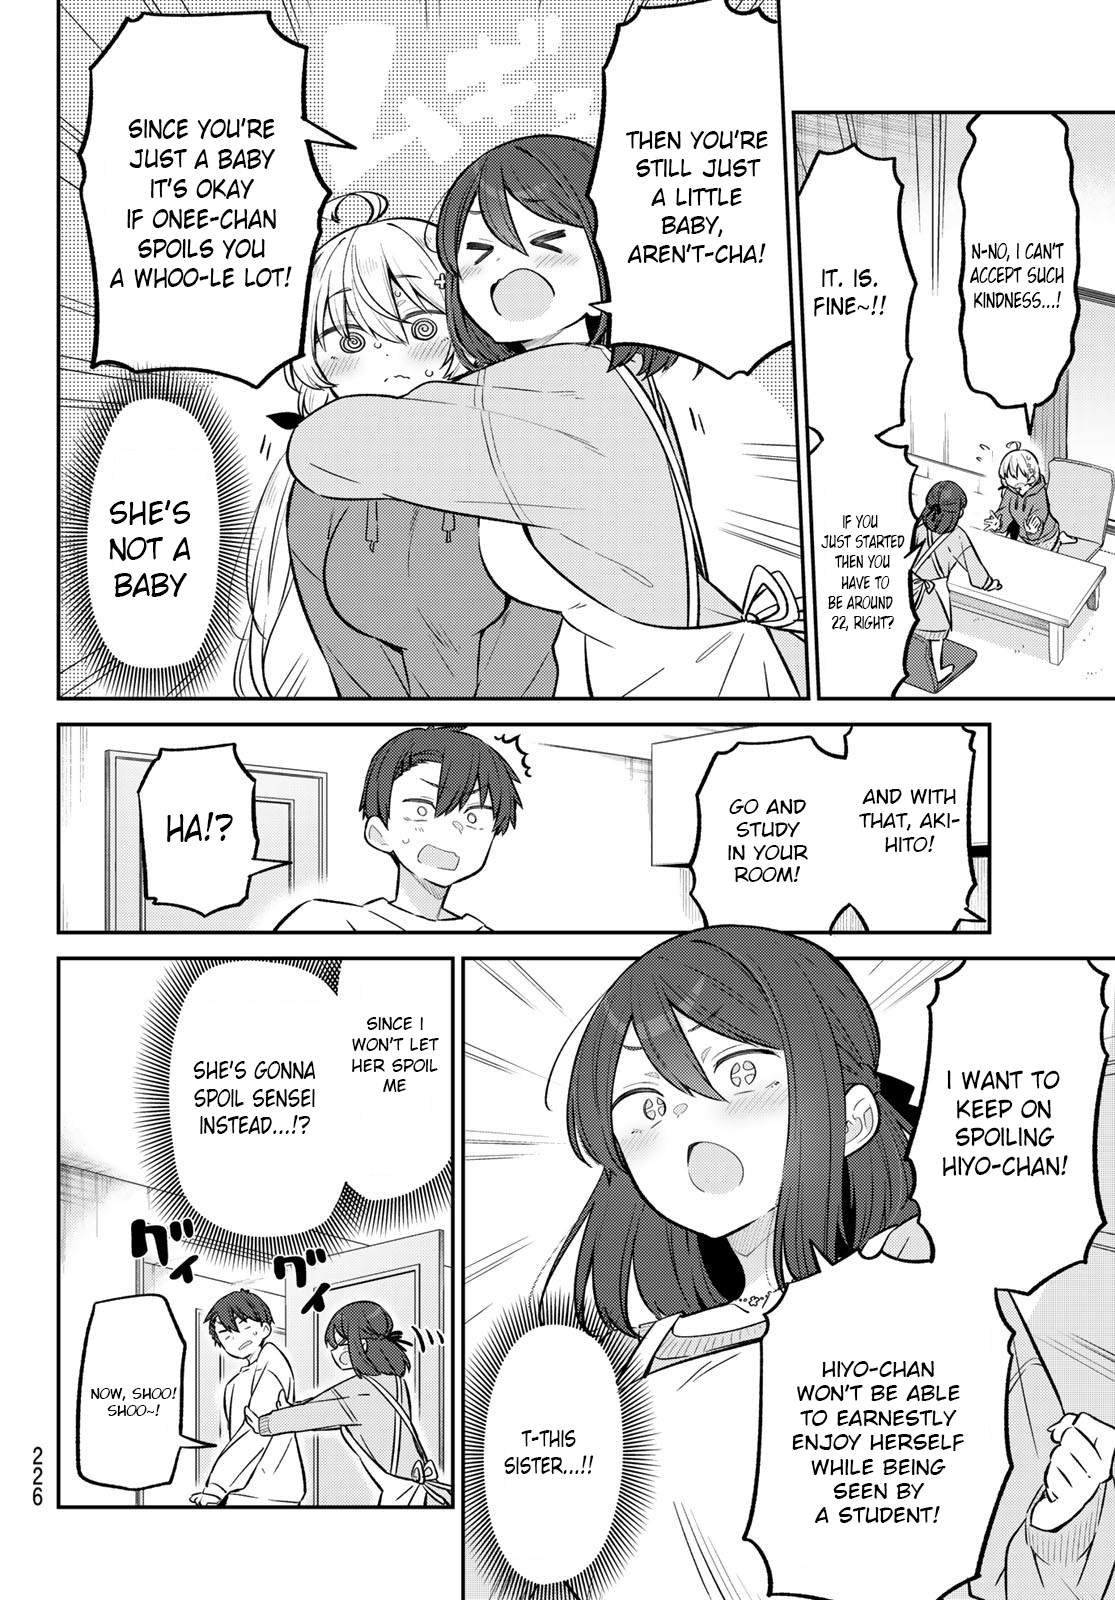 N-NO, I CAN'T
ACCEPT SUCH
KINDNESS...!
IT. IS.
FINE~!!
IF YOU
JUST STARTED
THEN YOU
HAVE TO
BE AROUND
22, RIGHT?
THEN YOU'RE
STILL JUST
A LITTLE
BABY,
AREN'T-CHA!
ムギュッ
SINCE YOU'RE
JUST A BABY
IT'S OKAY
IF ONEE-CHAN
SPOILS YOU
A WHOO-LE LOT!
SHE'S
NOT A
BABY
AND WITH
THAT, AKI-
HITO!
GO AND
STUDY
IN YOUR
ROOM!
HA!?
I WANT TO
KEEP ON
SPOILING
HIYO-CHAN!
HIYO-CHAN
WON'T BE ABLE
TO EARNESTLY
ENJOY HERSELF
WHILE BEING
SEEN BY
A STUDENT!
T-THIS
SISTER...!!
SINCE I
WON'T LET
HER SPOIL
ME
SHE'S GONNA
SPOIL SENSEI
INSTEAD...!?
グイ
グイ
NOW, SHOO!
SHOO~!
226